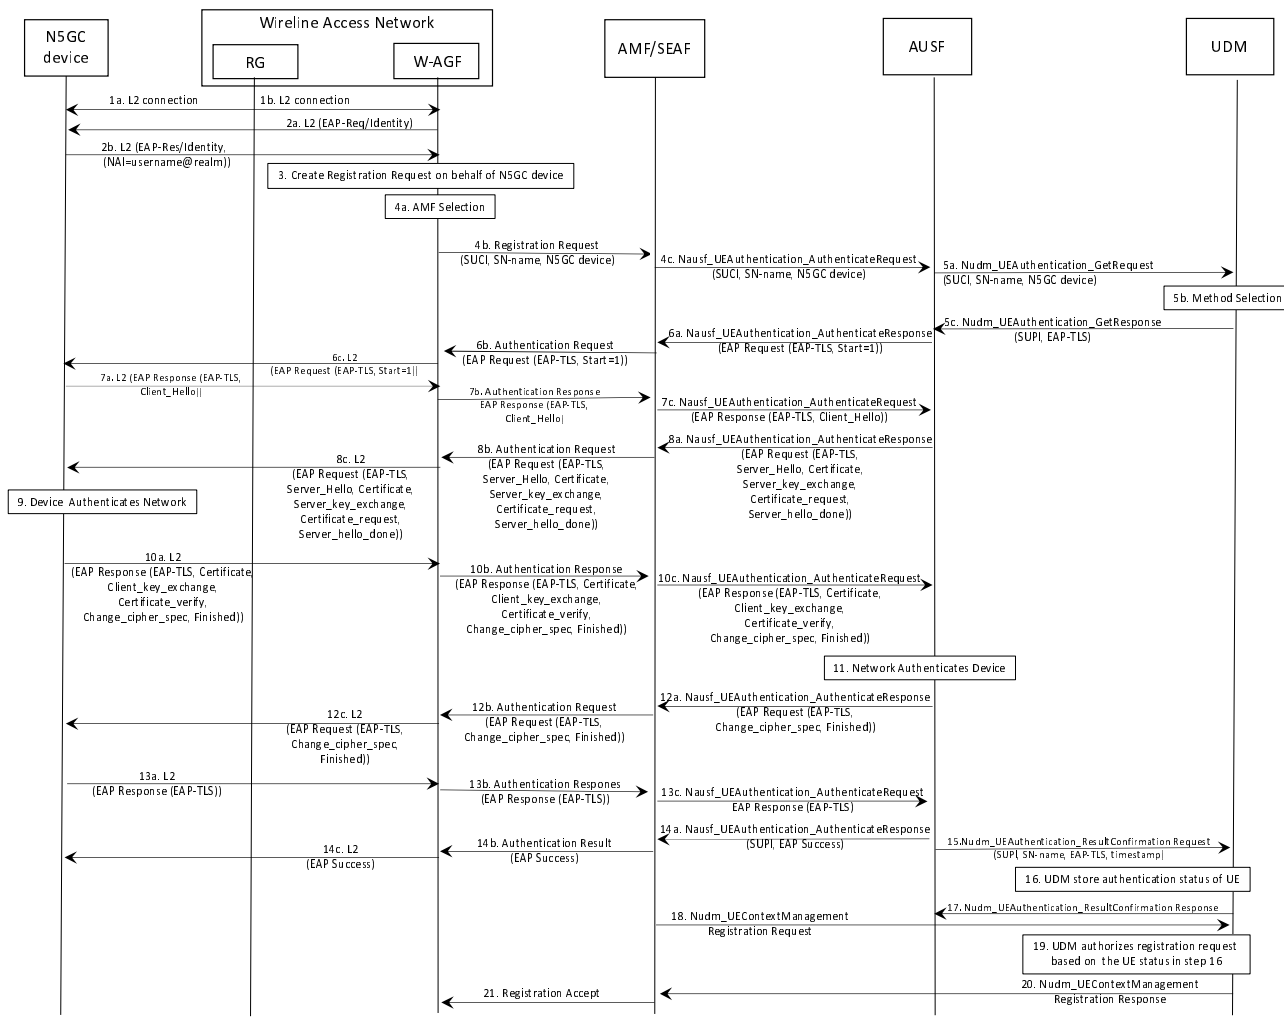 N5GC
device
Wireline Access Network
RG
W-AGF
AMF/SEAF
AUSF
UDM
1a. L2 connection
1b. L2 connection
2a. L2 (EAP-Req/Identity)
2b. L2 (EAP-Res/Identity,
(NAI=username@realm))
3. Create Registration Request on behalf of N5GC device
4a. AMF Selection
4b. Registration Request
(SUCI, SN-name, N5GC device)
4c. Nausf_UEAuthentication_AuthenticateRequest
(SUCI, SN-name, N5GC device)
5a. Nudm_UEAuthentication_GetRequest
(SUCI, SN-name, N5GC device)
5b. Method Selection
5c. Nudm_UEAuthentication_GetResponse
(SUPI, EAP-TLS)
6a. Nausf_UEAuthentication_AuthenticateResponse
(EAP Request (EAP-TLS, Start=1))
6b. Authentication Request
(EAP Request (EAP-TLS, Start=1))
6c. L2
(EAP Request (EAP-TLS, Start=1))
7a. L2 (EAP Response (EAP-TLS,
Client_Hello))
7b. Authentication Response
EAP Response (EAP-TLS,
Client_Hello)
7c. Nausf_UEAuthentication_AuthenticateRequest
(EAP Response (EAP-TLS, Client_Hello))
8a. Nausf_UEAuthentication_AuthenticateResponse
(EAP Request (EAP-TLS,
Server_Hello, Certificate,
Server_key_exchange,
Certificate_request,
Server_hello_done))
8b. Authentication Request
(EAP Request (EAP-TLS,
Server_Hello, Certificate,
Server_key_exchange,
Certificate_request,
Server_hello_done))
8c. L2
(EAP Request (EAP-TLS,
Server_Hello, Certificate,
Server_key_exchange,
Certificate_request,
Server_hello_done))
9. Device Authenticates Network
10a. L2
(EAP Response (EAP-TLS, Certificate,
Client_key_exchange,
Certificate_verify,
Change_cipher_spec, Finished))
10b. Authentication Response
(EAP Response (EAP-TLS, Certificate,
Client_key_exchange,
Certificate_verify,
Change_cipher_spec, Finished))
10c. Nausf_UEAuthentication_AuthenticateRequest
(EAP Response (EAP-TLS, Certificate,
Client_key_exchange,
Certificate_verify,
Change_cipher_spec, Finished))
11. Network Authenticates Device
12a. Nausf_UEAuthentication_AuthenticateResponse
(EAP Request (EAP-TLS,
Change_cipher_spec, Finished))
12b. Authentication Request
(EAP Request (EAP-TLS,
Change_cipher_spec, Finished))
12c. L2
(EAP Request (EAP-TLS,
Change_cipher_spec,
Finished))
13a. L2
(EAP Response (EAP-TLS))
13b. Authentication Respones
(EAP Response (EAP-TLS))
13c. Nausf_UEAuthentication_AuthenticateRequest
EAP Response (EAP-TLS)
14a. Nausf_UEAuthentication_AuthenticateResponse
(SUPI, EAP Success)
14b. Authentication Result
(EAP Success)
14c. L2
(EAP Success)
15.Nudm_UEAuthentication_ResultConfirmation Request
(SUPI, SN-name, EAP-TLS, timestamp)
16. UDM store authentication status of UE
17. Nudm_UEAuthentication_ResultConfirmation Response
18. Nudm_UEContextManagement
Registration Request
19. UDM authorizes registration request
based on the UE status in step 16
20. Nudm_UEContextManagement
Registration Response
21. Registration Accept